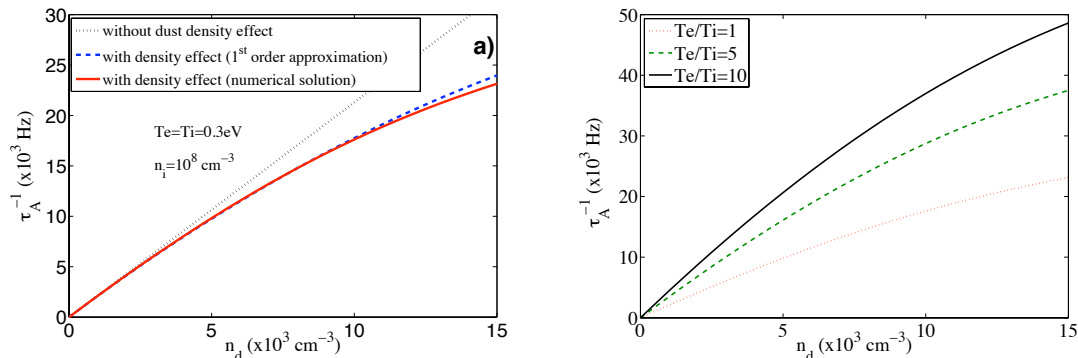 30
25
20
15
10
5
0
τ_A^−1 (x10^3 Hz)
without dust density effect
with density effect (1^st order approximation)
with density effect (numerical solution)
a)
Te=Ti=0.3eV
n_i=10^8 cm^−3
0 5 10 15
n_d (x10^3 cm^−3)
50
40
30
20
10
0
τ_A^−1 (x10^3 Hz)
Te/Ti=1
Te/Ti=5
Te/Ti=10
0 5 10 15
n_d (x10^3 cm^−3)